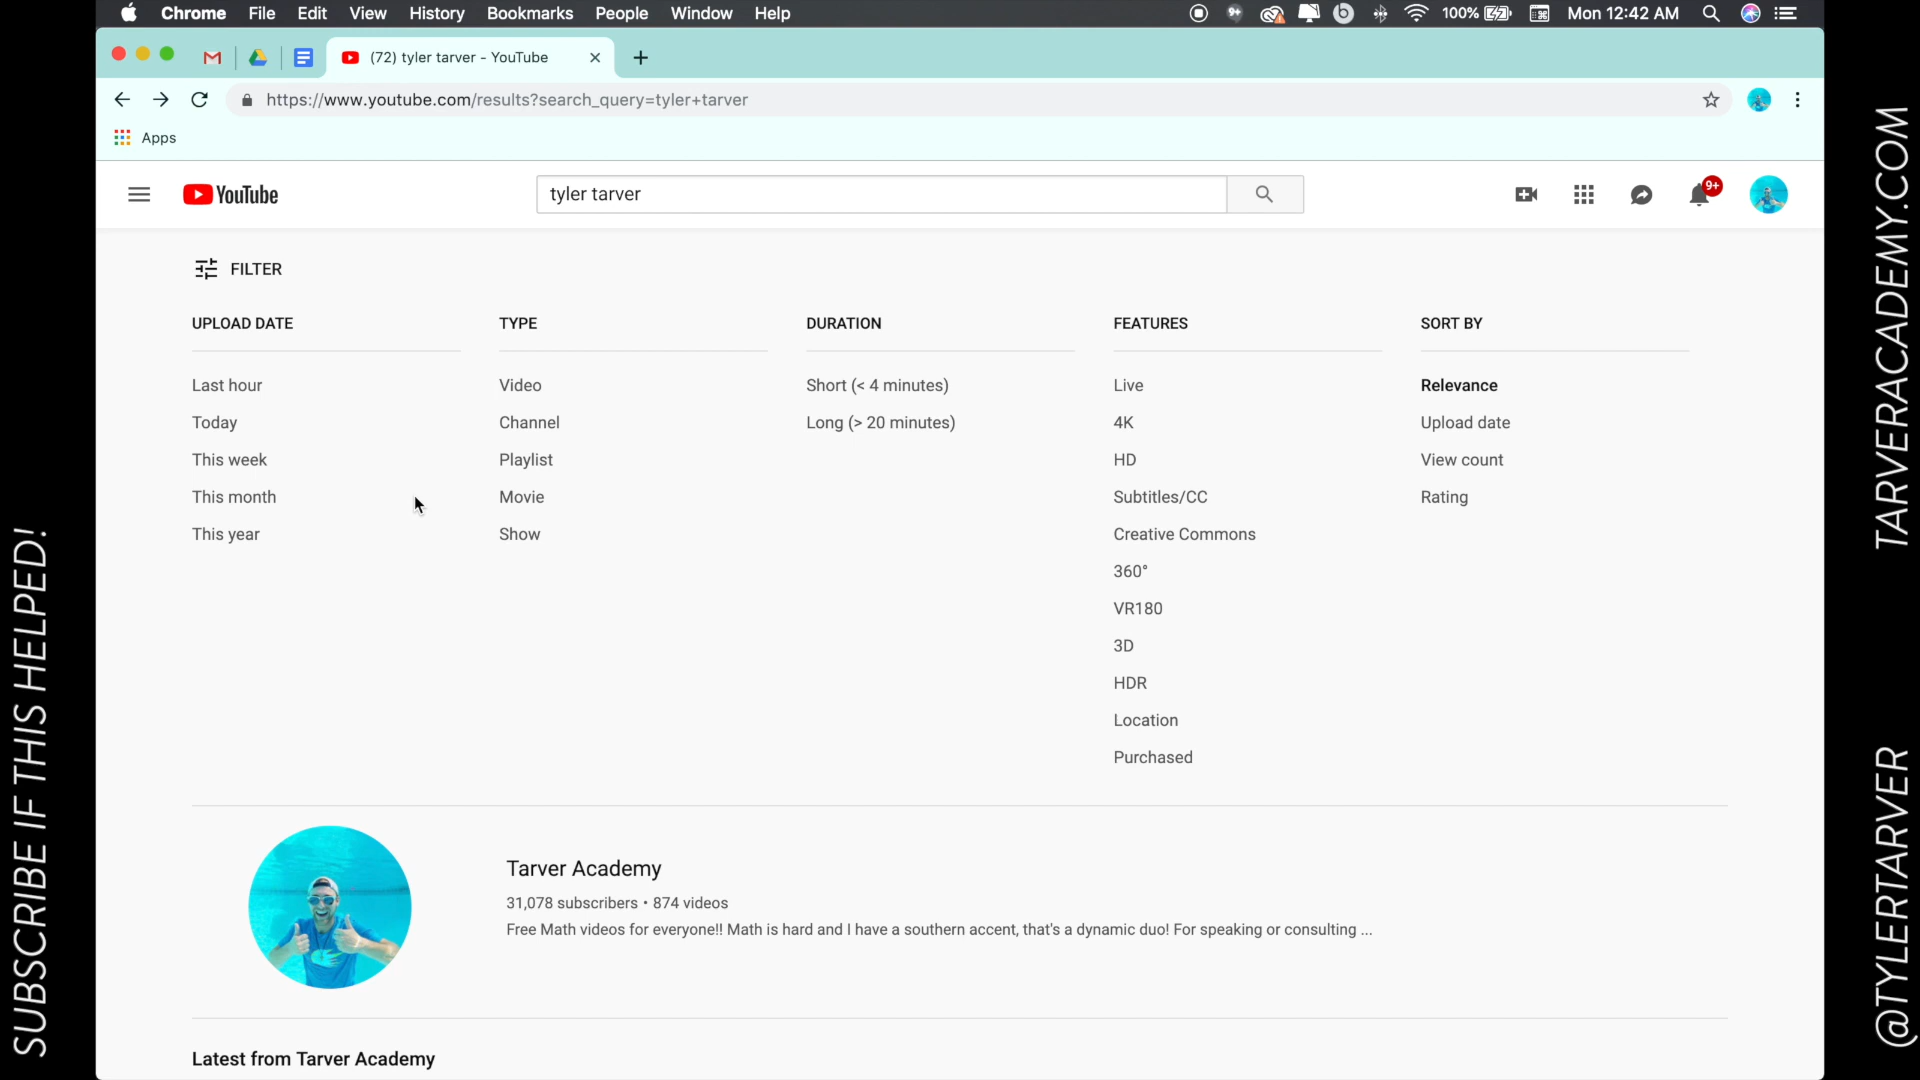 Chrome File Edit View History Bookmarks People Window Help 9+ 100% Mon 12:42 AM
(72) tyler tarver - YouTube
https://www.youtube.com/results?search_query=tyler+tarver
Apps
YouTube
tyler tarver
9+
FILTER
UPLOAD DATE
Last hour
Today
This week
This month
This year
TYPE
Video
Channel
Playlist
Movie
Show
DURATION
Short (< 4 minutes)
Long (> 20 minutes)
FEATURES
Live
4K
HD
Subtitles/CC
Creative Commons
360°
VR180
3D
HDR
Location
Purchased
SORT BY
Relevance
Upload date
View count
Rating
Tarver Academy
31,078 subscribers • 874 videos
Free Math videos for everyone!! Math is hard and I have a southern accent, that's a dynamic duo! For speaking or consulting ...
Latest from Tarver Academy
SUBSCRIBE IF THIS HELPED!
TARVERACADEMY.COM
@TYLERTARVER